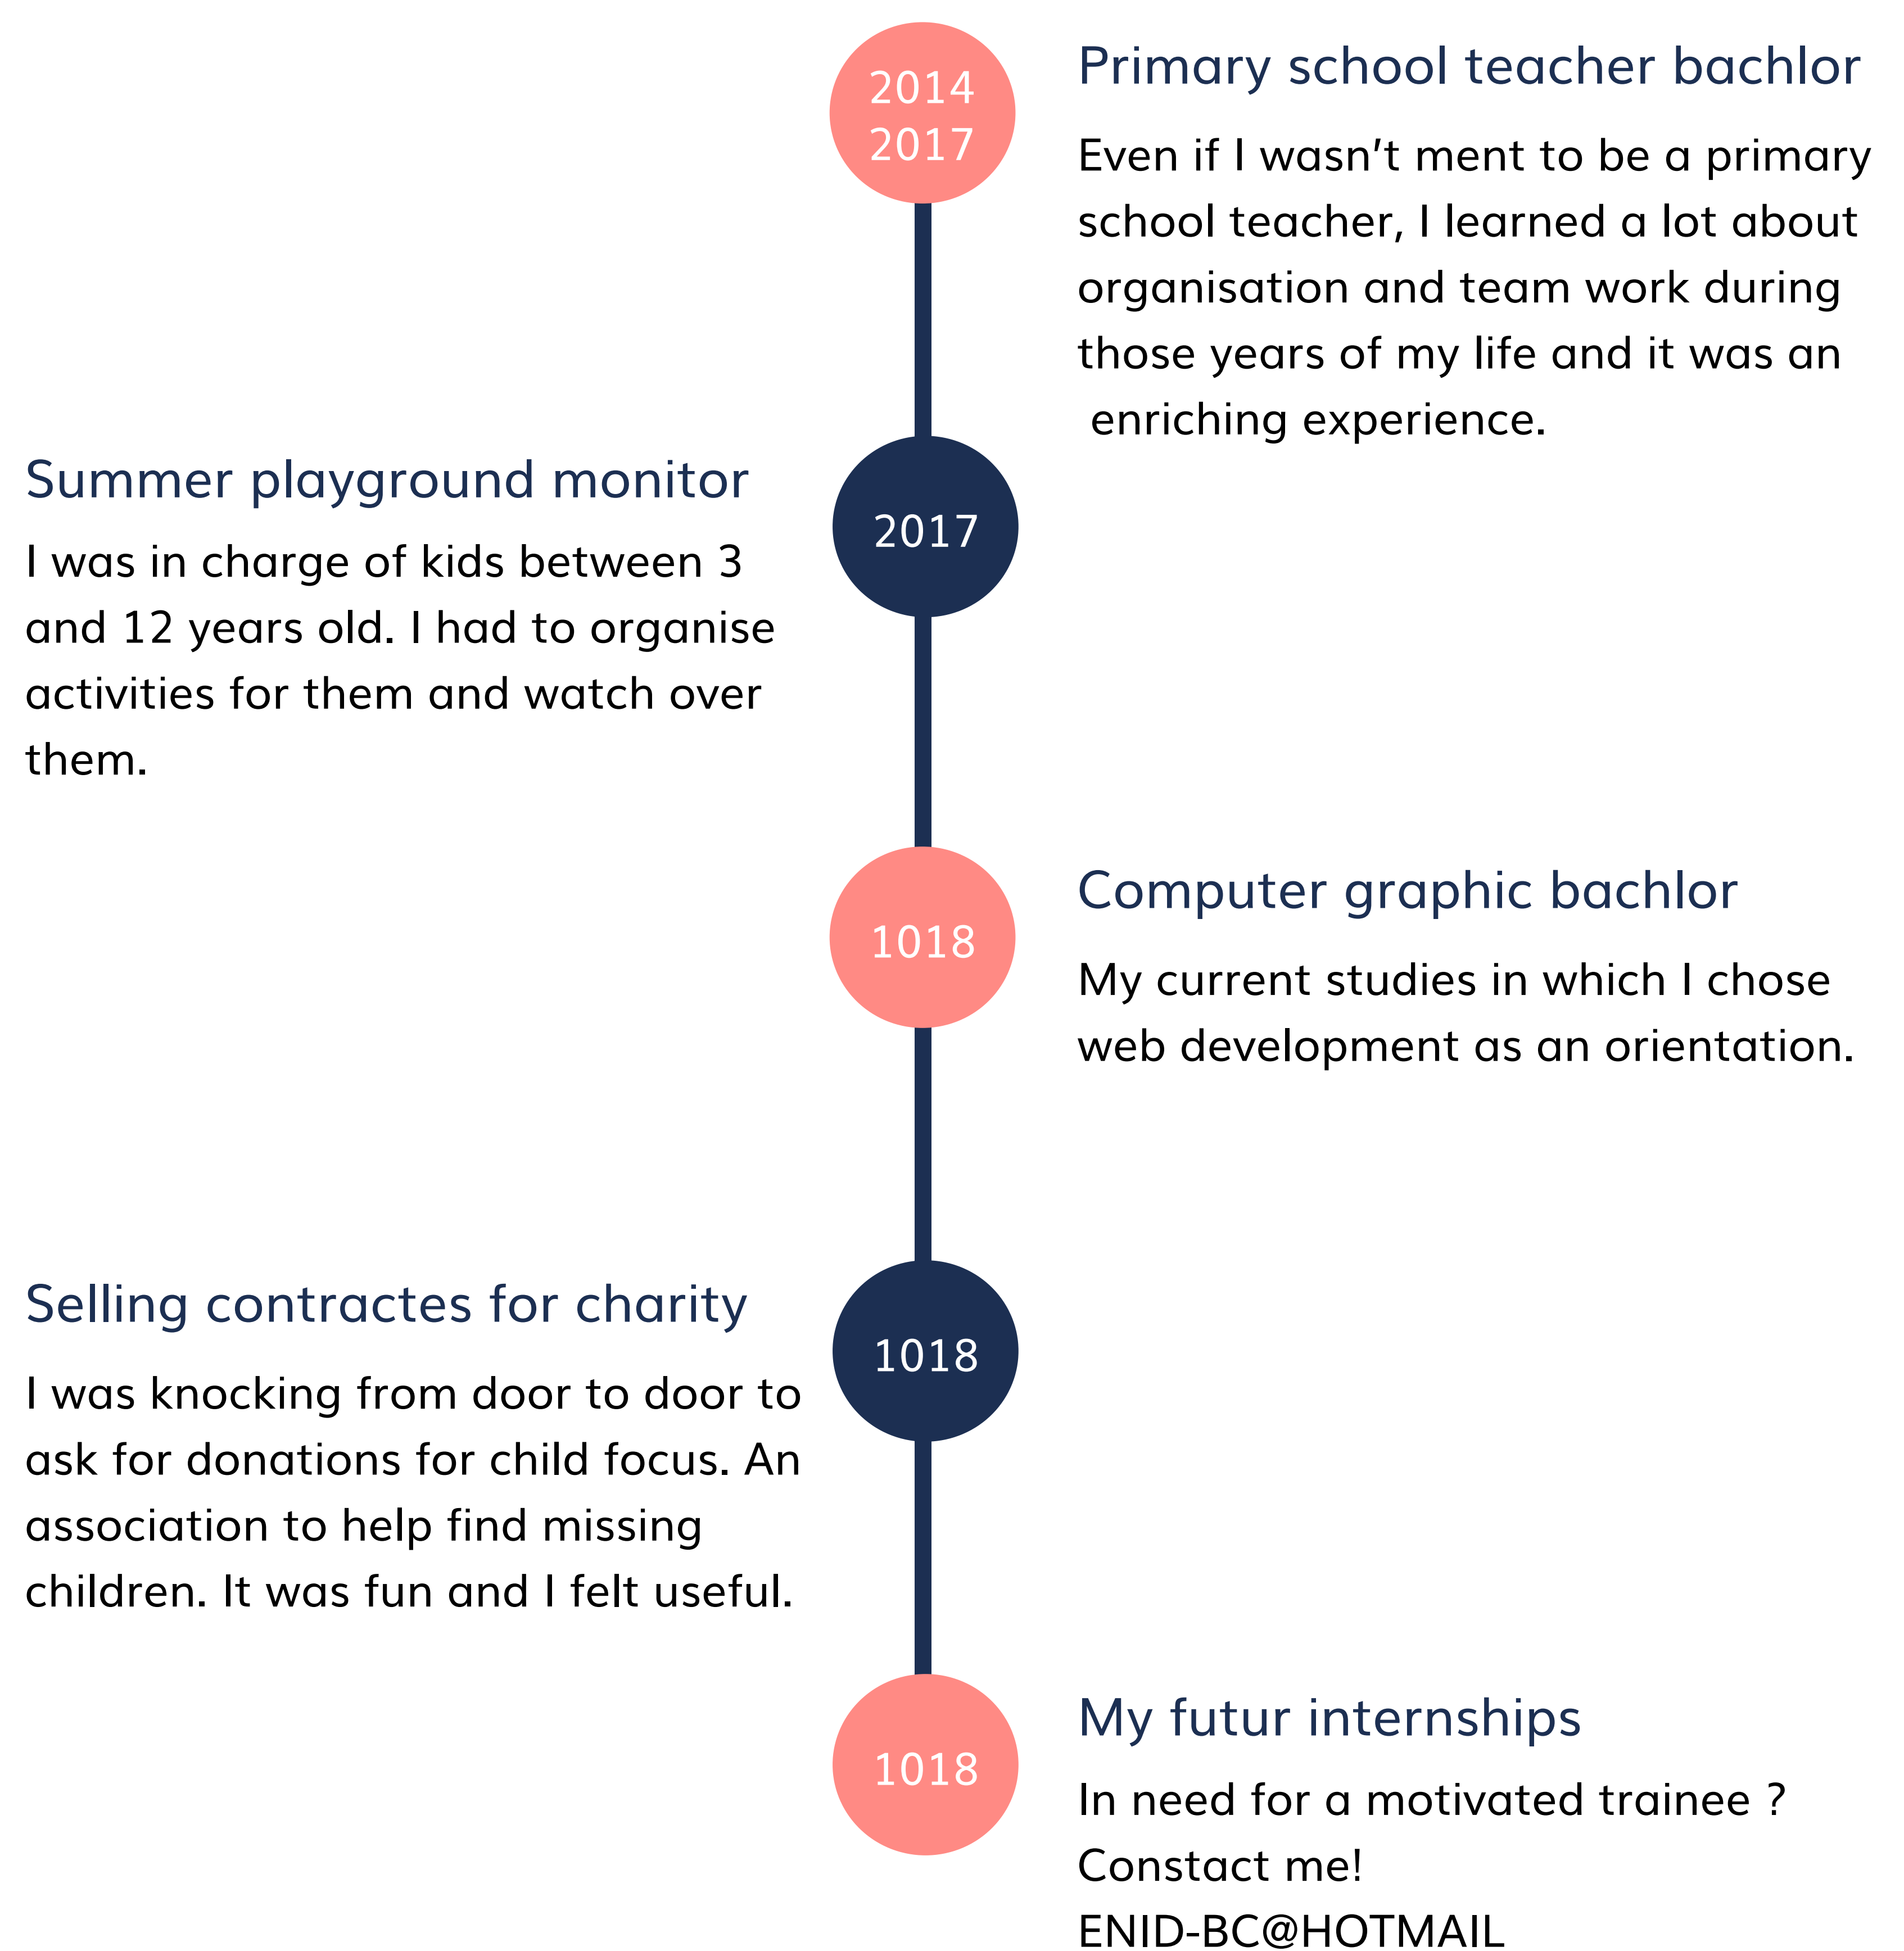 2014
2017
Primary school teacher bachlor
Even if I wasn't ment to be a primary
school teacher, I learned a lot about
organisation and team work during
those years of my life and it was an
enriching experience.
Summer playground monitor
I was in charge of kids between 3
and 12 years old. I had to organise
activities for them and watch over
them.
2017
1018
Computer graphic bachlor
My current studies in which I chose
web development as an orientation.
Selling contractes for charity
I was knocking from door to door to
ask for donations for child focus. An
association to help find missing
children. It was fun and I felt useful.
1018
1018
My futur internships
In need for a motivated trainee ?
Constact me!
ENID-BC@HOTMAIL